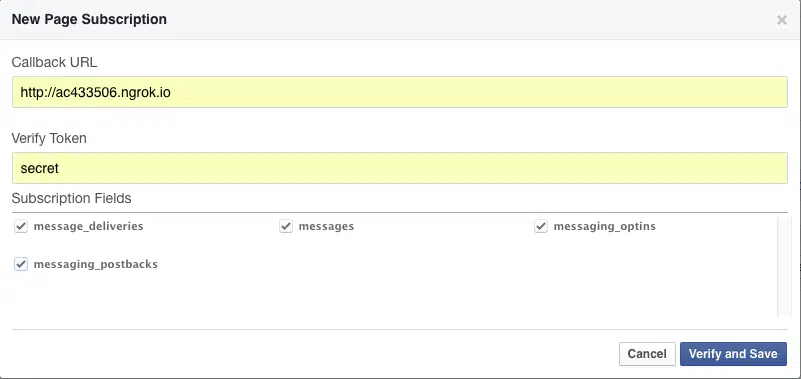 New Page Subscription
Callback URL
http://ac433506.ngrok.io
Verify Token
secret
Subscription Fields
message_deliveries messages messaging_optins
messaging_postbacks
Cancel Verify and Save